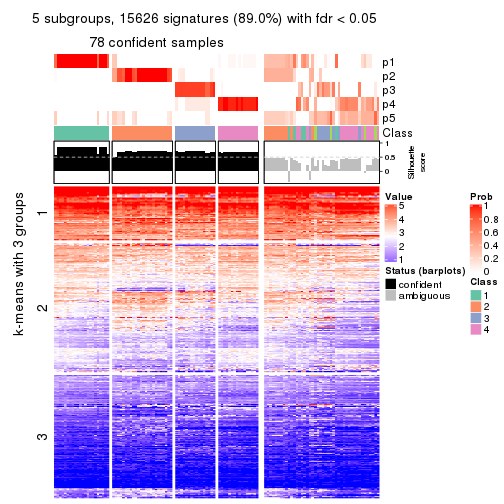 5 subgroups, 15626 signatures (89.0%) with fdr < 0.05
78 confident samples
p1
p2
p3
p4
p5
Class
1
0.5
0
Silhouette
score
k-means with 3 groups
1
2
3
Value
5
4
3
2
1
Prob
1
0.8
0.6
0.4
0.2
0
Status (barplots)
confident
ambiguous
Class
1
2
3
4